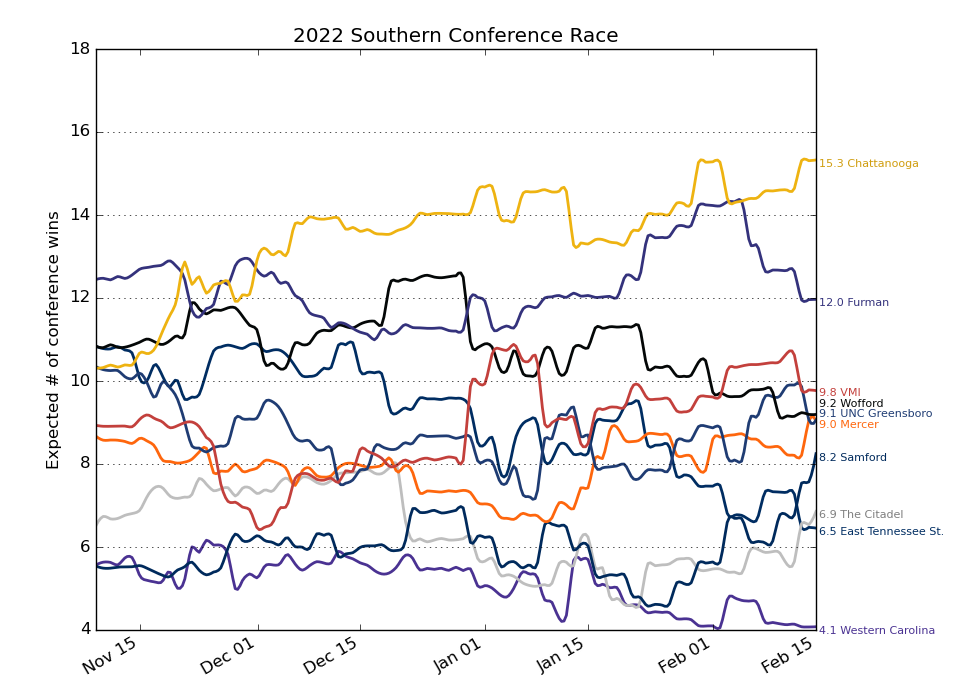 2022 Southern Conference Race
Expected # of conference wins
18
16
14
12
10
8
6
4
Nov 15
Dec 01
Dec 15
Jan 01
Jan 15
Feb 01
Feb 15
15.3 Chattanooga
12.0 Furman
9.8 VMI
9.2 Wofford
9.1 UNC Greensboro
9.0 Mercer
8.2 Samford
6.9 The Citadel
6.5 East Tennessee St.
4.1 Western Carolina